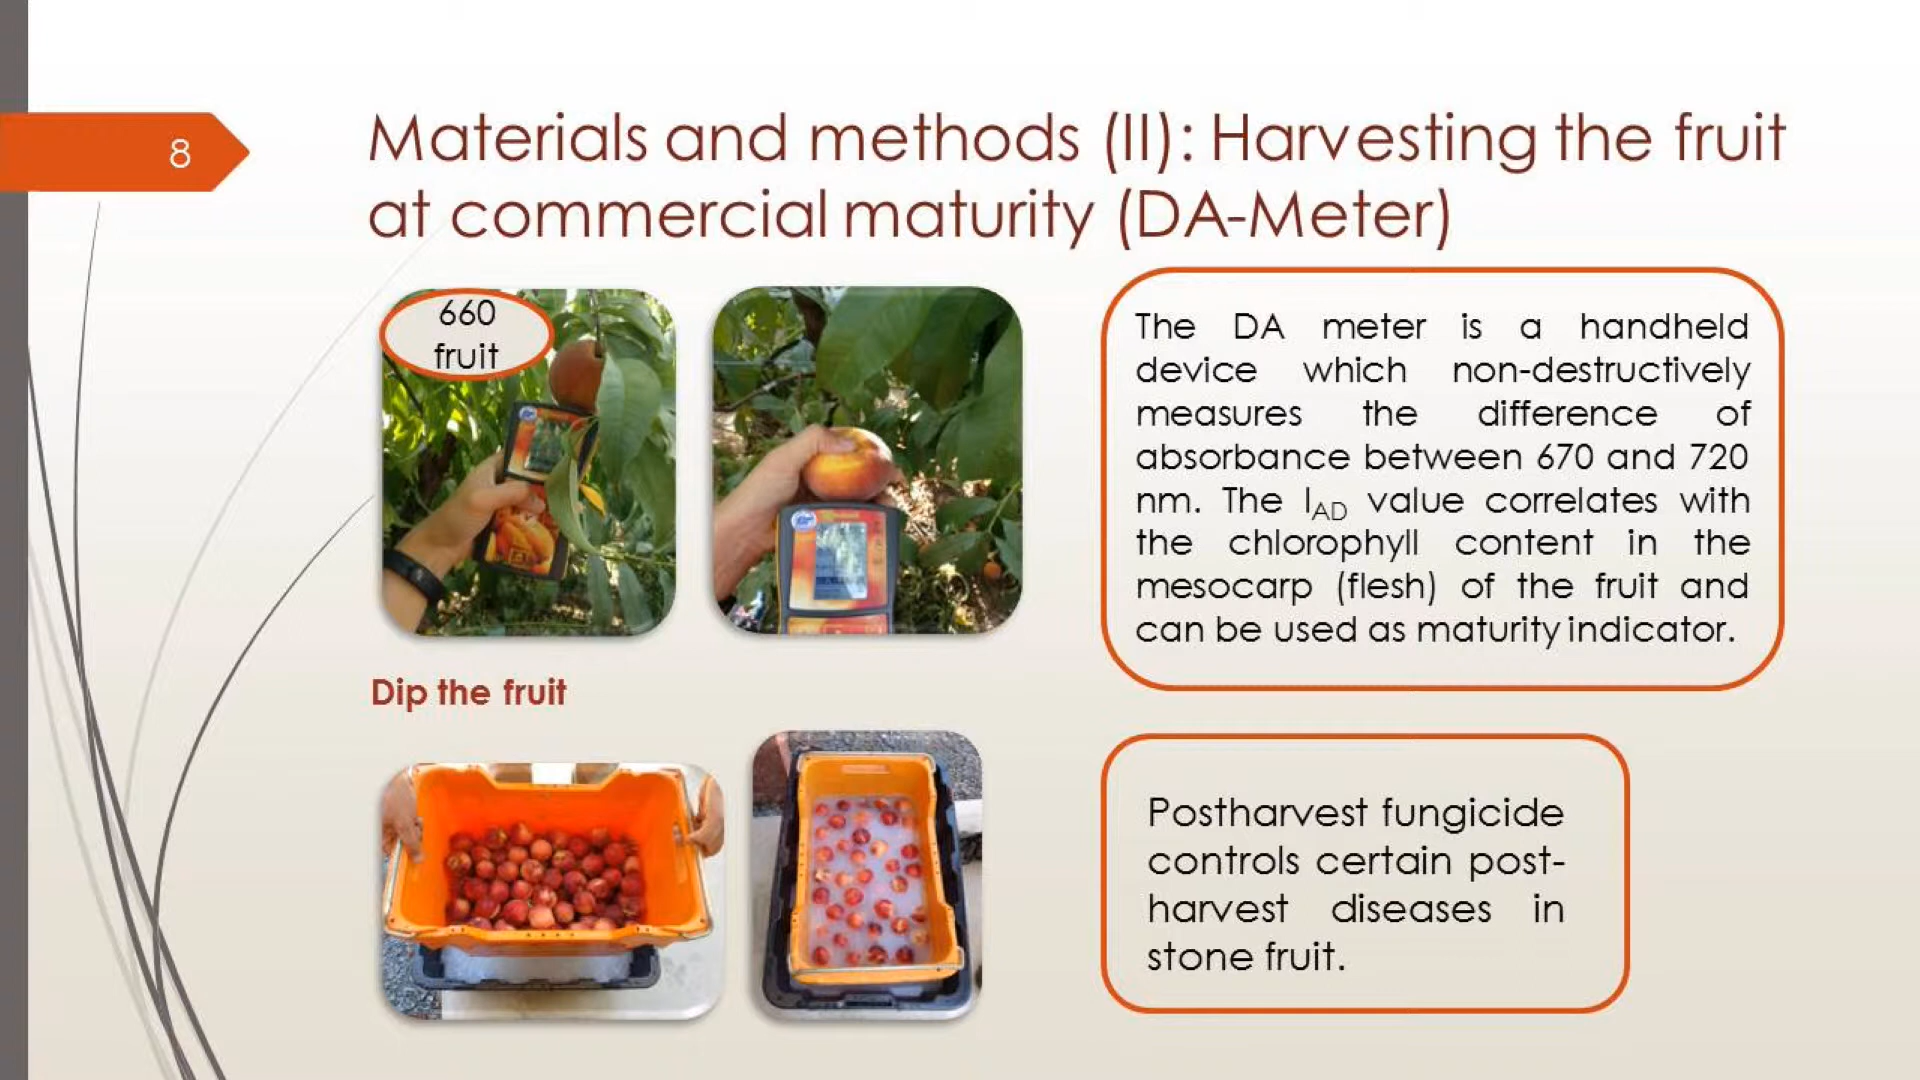 8
Materials and methods (II): Harvesting the fruit
at commercial maturity (DA-Meter)
660
fruit
The DA meter is a handheld
device which non-destructively
measures the difference of
absorbance between 670 and 720
nm. The IAD value correlates with
the chlorophyll content in the
mesocarp (flesh) of the fruit and
can be used as maturity indicator.
Dip the fruit
Postharvest fungicide
controls certain post-
harvest diseases in
stone fruit.